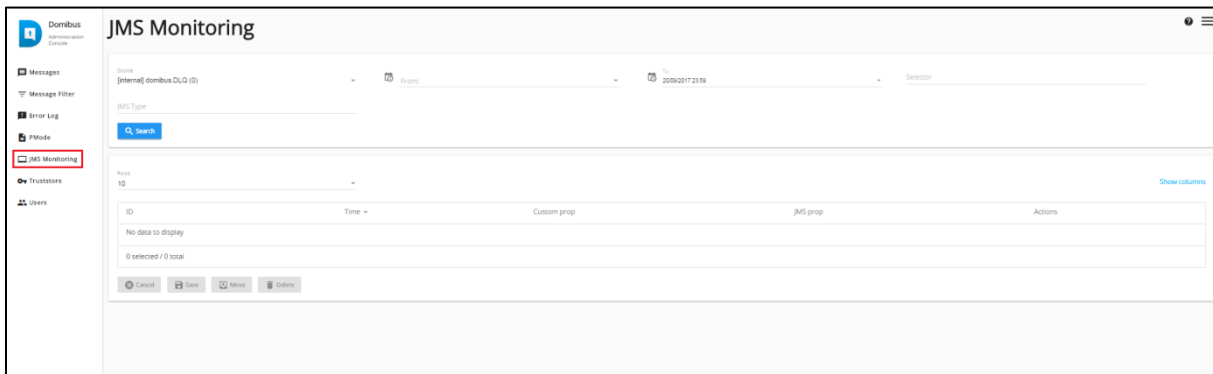 Domibus
Administration
Console
JMS Monitoring
Messages
Message Filter
Error Log
PMode
JMS Monitoring
Truststore
Users
Source
[internal] domibus.DLQ (0)
From:
To:
20/09/2017 23:59
Selector
JMS Type
Search
Rows
10
Show columns
ID Time Custom prop JMS prop Actions
No data to display
0 selected / 0 total
Cancel Save Move Delete